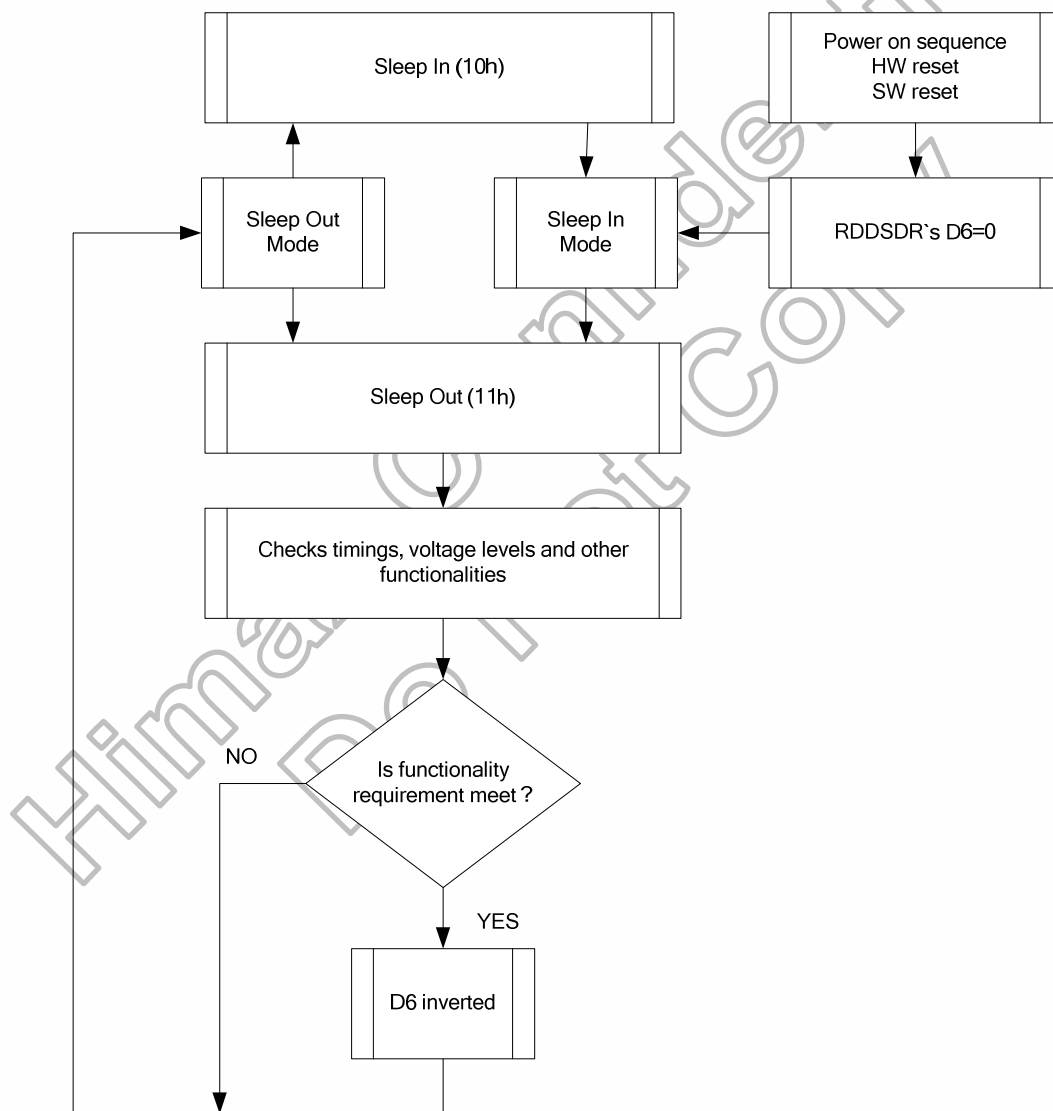 Sleep In (10h)
Power on sequence
HW reset
SW reset
Sleep Out
Mode
Sleep In
Mode
RDDSDR`s D6=0
Sleep Out (11h)
Checks timings, voltage levels and other
functionalities
Is functionality
requirement meet ?
NO
YES
D6 inverted